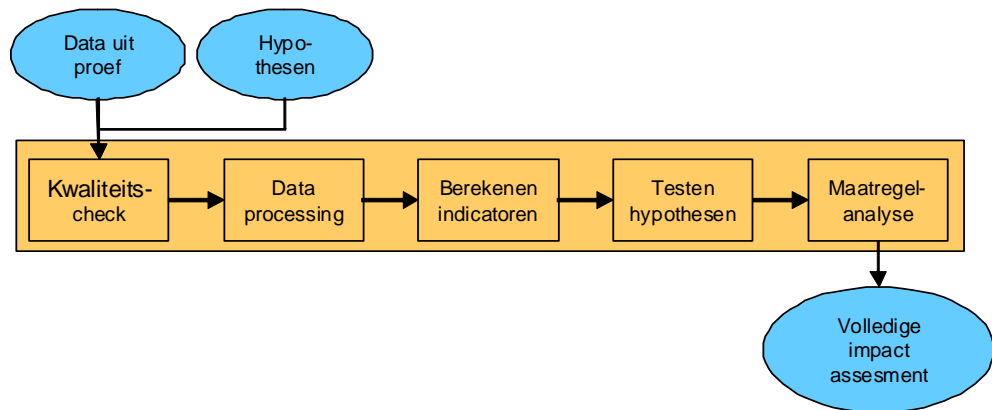 Data uit
proef
Hypo-
thesen
Kwaliteits-
check
Data
processing
Berekenen
indicatoren
Testen
hypothesen
Maatregel-
analyse
Volledige
impact
assesment